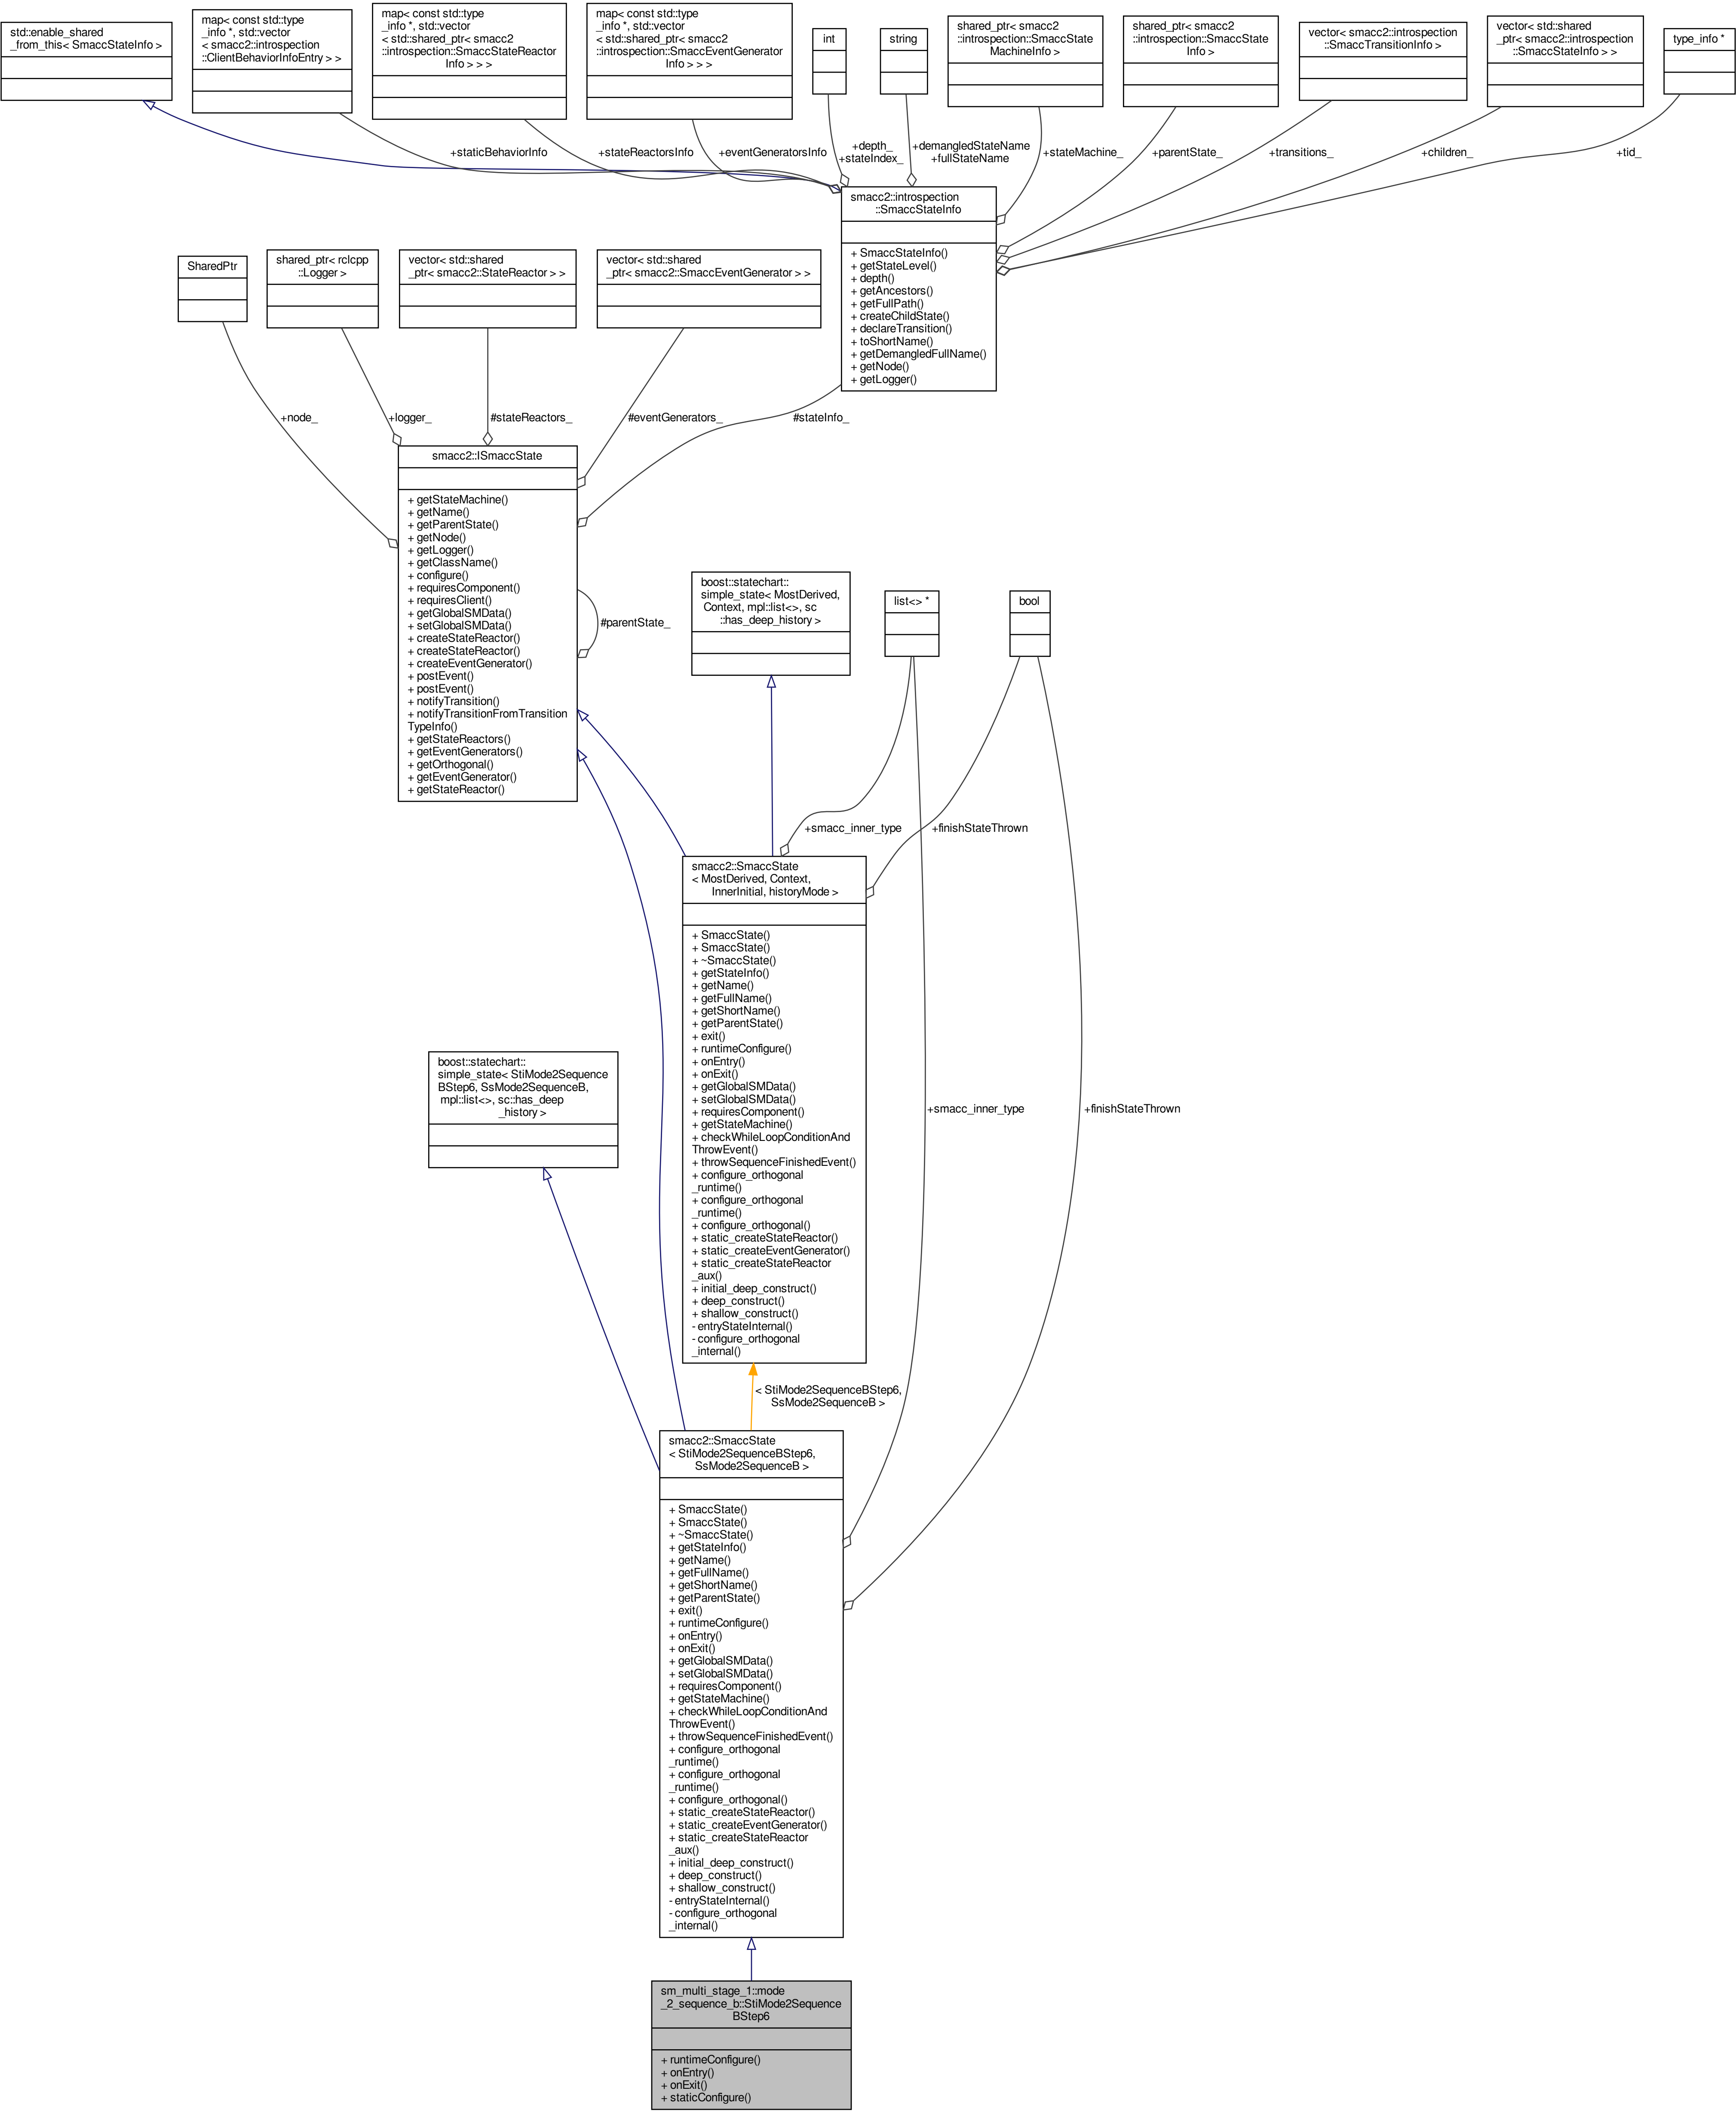 std::enable_shared
_from_this< SmaccStateInfo >
map< const std::type
_info *, std::vector
< smacc2::introspection
::ClientBehaviorInfoEntry > >
map< const std::type
_info *, std::vector
< std::shared_ptr< smacc2
::introspection::SmaccStateReactor
Info > > >
map< const std::type
_info *, std::vector
< std::shared_ptr< smacc2
::introspection::SmaccEventGenerator
Info > > >
int
string
shared_ptr< smacc2
::introspection::SmaccState
MachineInfo >
shared_ptr< smacc2
::introspection::SmaccState
Info >
vector< smacc2::introspection
::SmaccTransitionInfo >
vector< std::shared
_ptr< smacc2::introspection
::SmaccStateInfo > >
type_info *
+staticBehaviorInfo
+stateReactorsInfo
+eventGeneratorsInfo
+depth_
+stateIndex_
+demangledStateName
+fullStateName
+stateMachine_
+parentState_
+transitions_
+children_
+tid_
smacc2::introspection
::SmaccStateInfo
+ SmaccStateInfo()
+ getStateLevel()
+ depth()
+ getAncestors()
+ getFullPath()
+ createChildState()
+ declareTransition()
+ toShortName()
+ getDemangledFullName()
+ getNode()
+ getLogger()
SharedPtr
shared_ptr< rclcpp
::Logger >
vector< std::shared
_ptr< smacc2::StateReactor > >
vector< std::shared
_ptr< smacc2::SmaccEventGenerator > >
+node_
+logger_
#stateReactors_
#eventGenerators_
#stateInfo_
smacc2::ISmaccState
+ getStateMachine()
+ getName()
+ getParentState()
+ getNode()
+ getLogger()
+ getClassName()
+ configure()
+ requiresComponent()
+ requiresClient()
+ getGlobalSMData()
+ setGlobalSMData()
+ createStateReactor()
+ createStateReactor()
+ createEventGenerator()
+ postEvent()
+ postEvent()
+ notifyTransition()
+ notifyTransitionFromTransition
TypeInfo()
+ getStateReactors()
+ getEventGenerators()
+ getOrthogonal()
+ getEventGenerator()
+ getStateReactor()
#parentState_
boost::statechart::
simple_state< MostDerived,
Context, mpl::list<>, sc
::has_deep_history >
list<> *
bool
+smacc_inner_type
+finishStateThrown
smacc2::SmaccState
< MostDerived, Context,
InnerInitial, historyMode >
+ SmaccState()
+ SmaccState()
+ ~SmaccState()
+ getStateInfo()
+ getName()
+ getFullName()
+ getShortName()
+ getParentState()
+ exit()
+ runtimeConfigure()
+ onEntry()
+ onExit()
+ getGlobalSMData()
+ setGlobalSMData()
+ requiresComponent()
+ getStateMachine()
+ checkWhileLoopConditionAnd
ThrowEvent()
+ throwSequenceFinishedEvent()
+ configure_orthogonal
_runtime()
+ configure_orthogonal
_runtime()
+ configure_orthogonal()
+ static_createStateReactor()
+ static_createEventGenerator()
+ static_createStateReactor
_aux()
+ initial_deep_construct()
+ deep_construct()
+ shallow_construct()
- entryStateInternal()
- configure_orthogonal
_internal()
boost::statechart::
simple_state< StiMode2Sequence
BStep6, SsMode2SequenceB,
mpl::list<>, sc::has_deep
_history >
+smacc_inner_type
+finishStateThrown
< StiMode2SequenceBStep6,
SsMode2SequenceB >
smacc2::SmaccState
< StiMode2SequenceBStep6,
SsMode2SequenceB >
+ SmaccState()
+ SmaccState()
+ ~SmaccState()
+ getStateInfo()
+ getName()
+ getFullName()
+ getShortName()
+ getParentState()
+ exit()
+ runtimeConfigure()
+ onEntry()
+ onExit()
+ getGlobalSMData()
+ setGlobalSMData()
+ requiresComponent()
+ getStateMachine()
+ checkWhileLoopConditionAnd
ThrowEvent()
+ throwSequenceFinishedEvent()
+ configure_orthogonal
_runtime()
+ configure_orthogonal
_runtime()
+ configure_orthogonal()
+ static_createStateReactor()
+ static_createEventGenerator()
+ static_createStateReactor
_aux()
+ initial_deep_construct()
+ deep_construct()
+ shallow_construct()
- entryStateInternal()
- configure_orthogonal
_internal()
sm_multi_stage_1::mode
_2_sequence_b::StiMode2Sequence
BStep6
+ runtimeConfigure()
+ onEntry()
+ onExit()
+ staticConfigure()